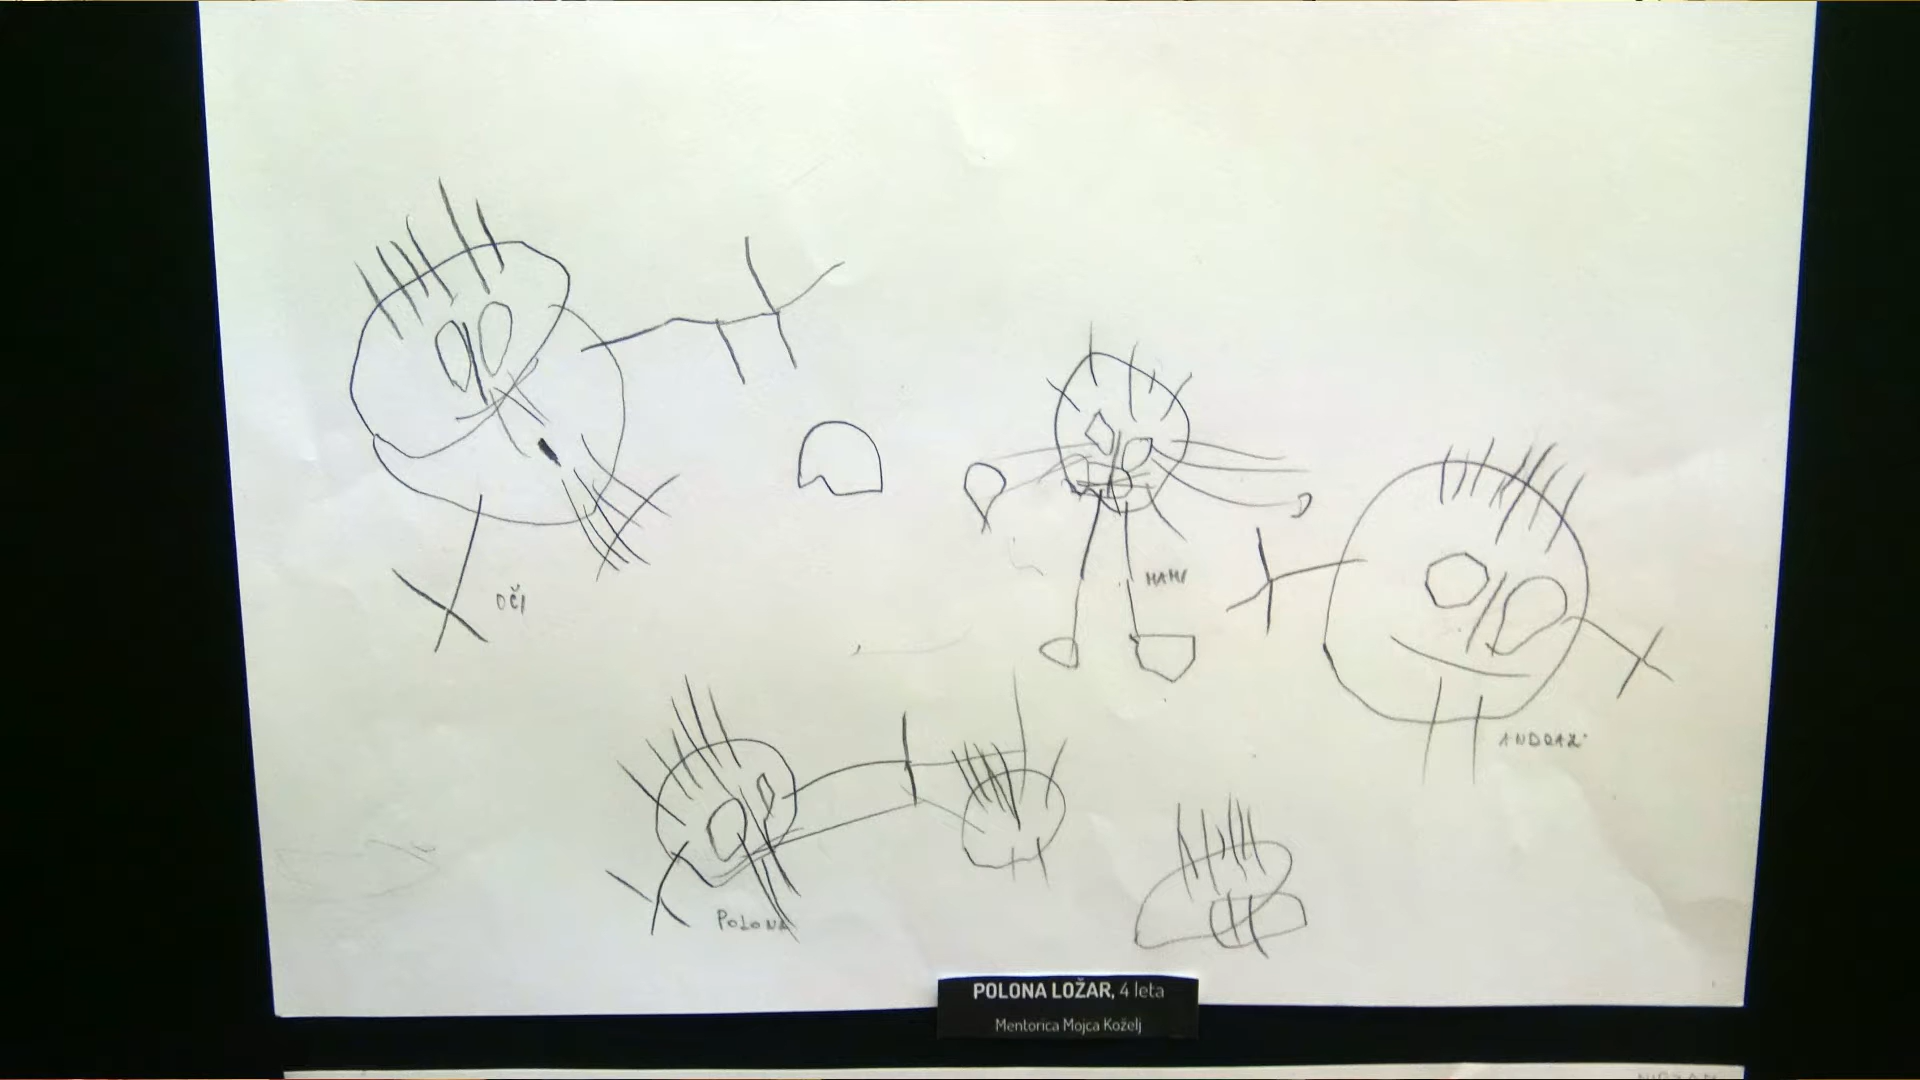 OČI
MAMI
ANDRAŽ
POLONA
POLONA LOŽAR, 4 leta
Mentorica Mojca Koželj